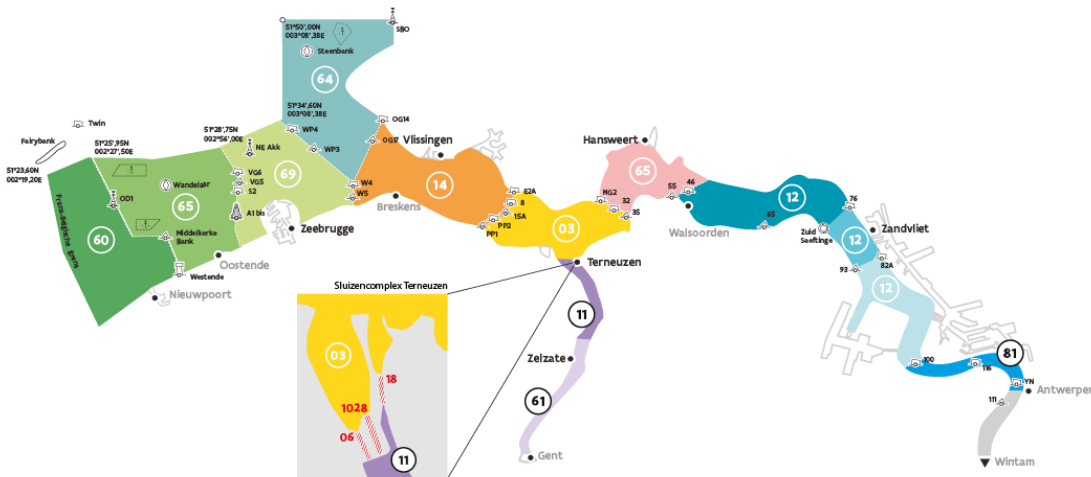 51°50',00N
003°05',38E
SBO
Steenbank
64
51°34',60N
003°08',38E
WP4
WP3
OG14
OG17
Twin
Fairybank
51°25',95N
002°27',50E
51°28',75N
002°56',00E
NE Akk
51°23,60N
002°19,20E
Frans-belgische grens
60
OD1
Wandelaar
65
Middelkerke
Bank
Westende
Oostende
Nieuwpoort
VG6
VG5
S2
A1 bis
69
Zeebrugge
W4
W5
Vlissingen
14
Breskens
E2A
8
15A
PP2
PP1
03
Hansweert
65
HG2
32
35
55
46
Walsoorden
12
65
76
Zuid
Saeftinge
Zandvliet
12
93
82A
12
100
116
81
YN
Antwerpen
111
Wintam
Terneuzen
11
Zelzate
61
Gent
Sluizencomplex Terneuzen
03
18
1028
06
11